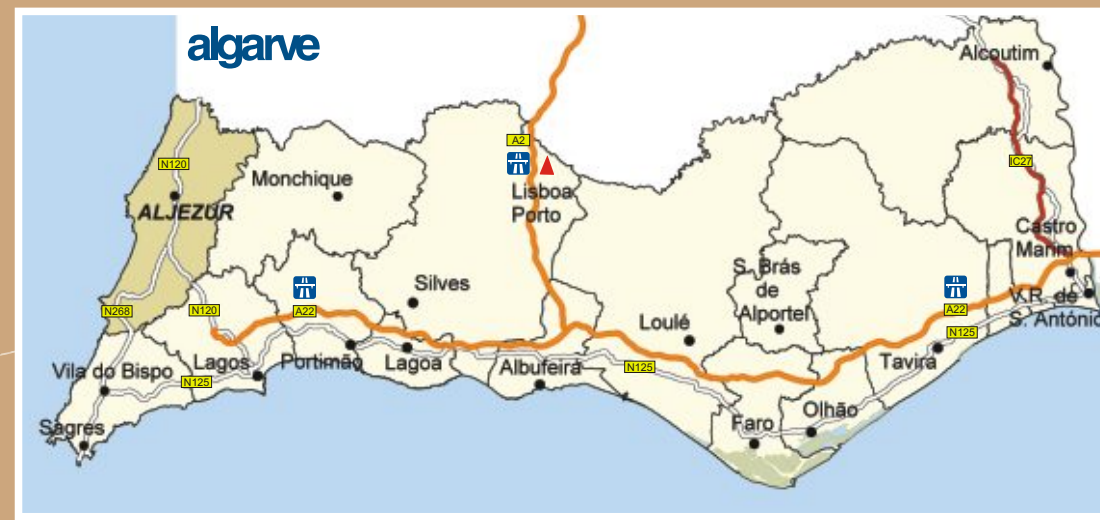 algarve
Alcoutim
A2
N120
IC27
Monchique
Lisboa
Porto
ALJEZUR
Castro
Marim
S. Brás
de
Alportel
Silves
V.R. de
S. António
N268
N120
A22
A22
Loulé
N125
Lagos
Portimão
Lagoa
Albufeira
N125
Tavira
Vila do Bispo
N125
Olhão
Faro
Sagres